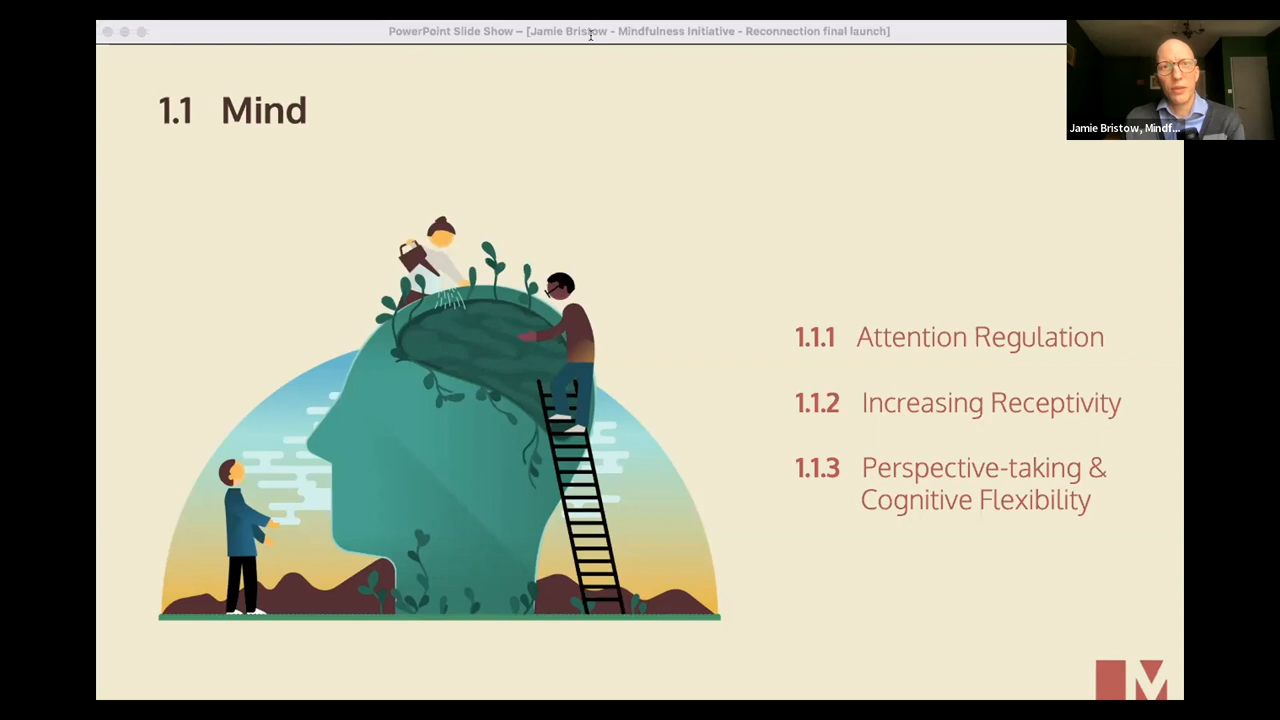 PowerPoint Slide Show – [Jamie Bristow - Mindfulness Initiative - Reconnection final launch]
Jamie Bristow, Mindf...
1.1 Mind
1.1.1 Attention Regulation
1.1.2 Increasing Receptivity
1.1.3 Perspective-taking &
Cognitive Flexibility
M